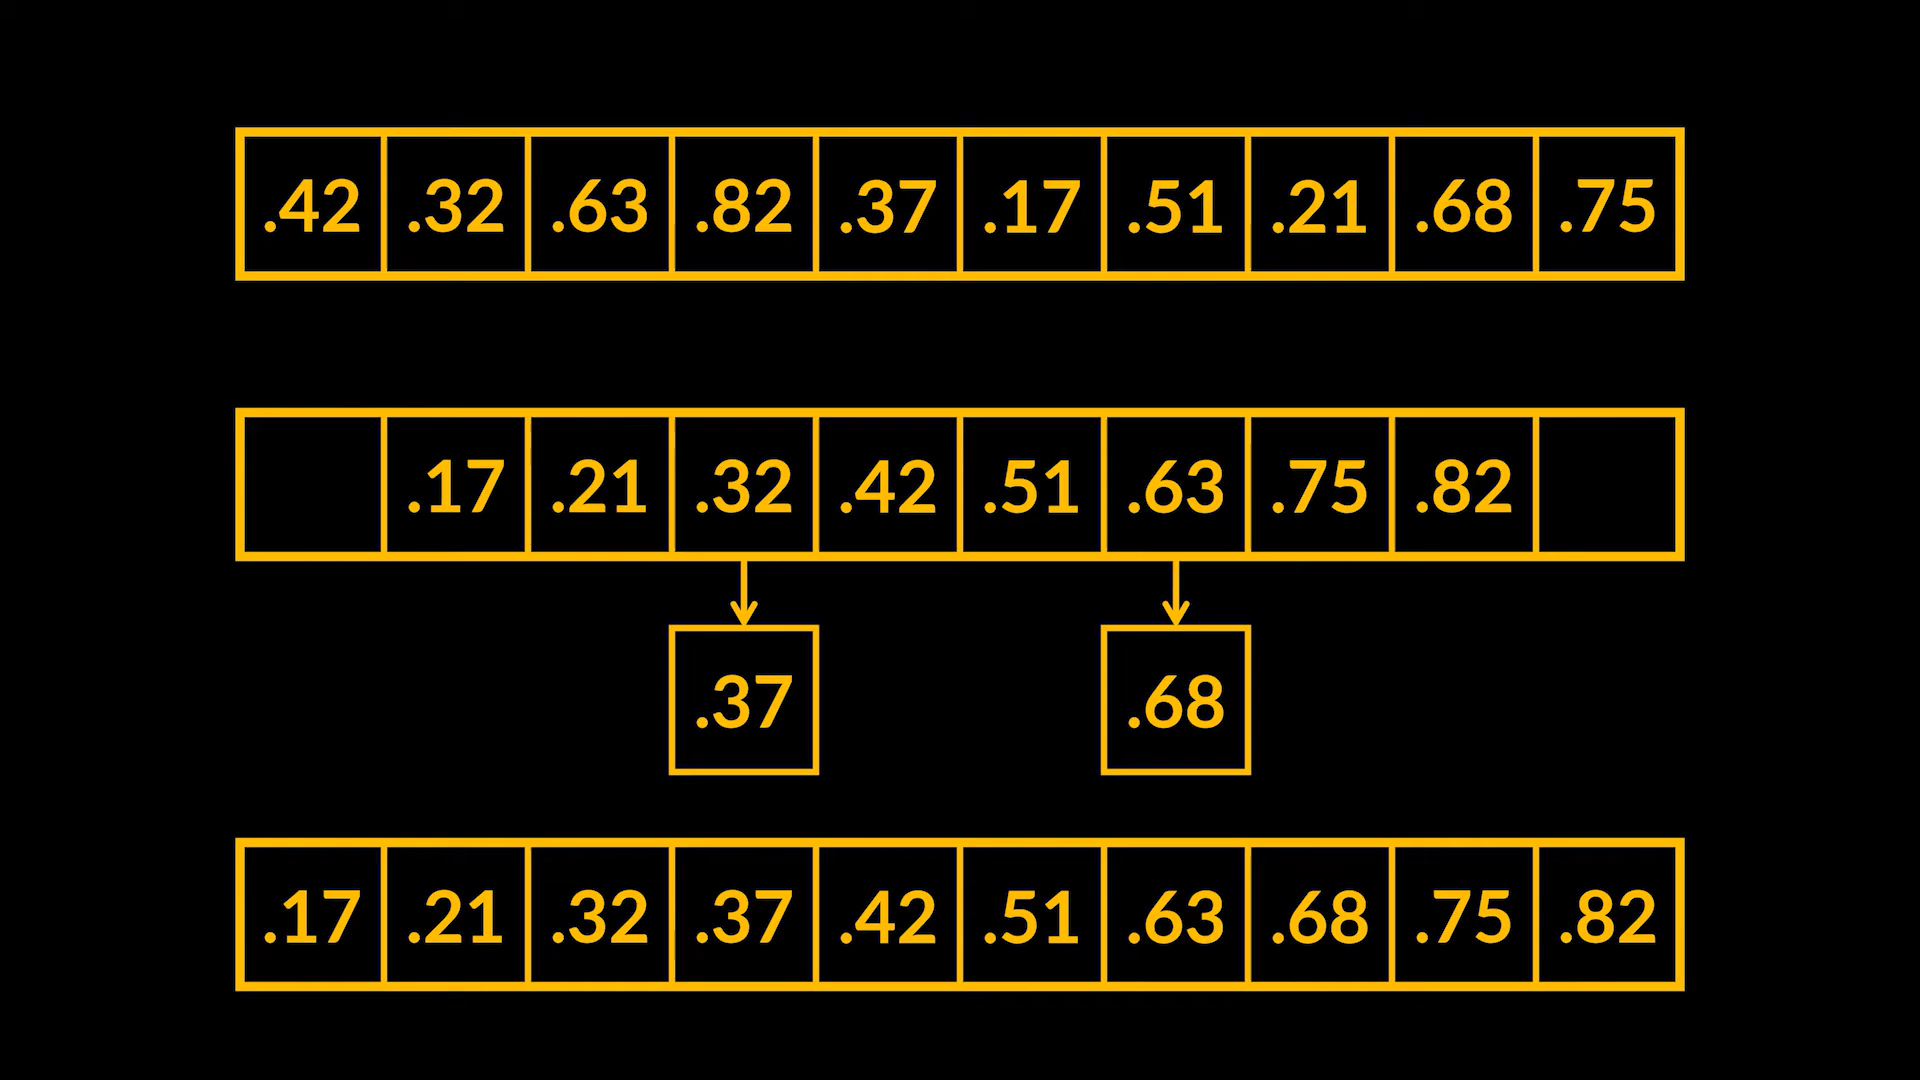 .42 .32 .63 .82 .37 .17 .51 .21 .68 .75
.17 .21 .32 .42 .51 .63 .75 .82
.37 .68
.17 .21 .32 .37 .42 .51 .63 .68 .75 .82